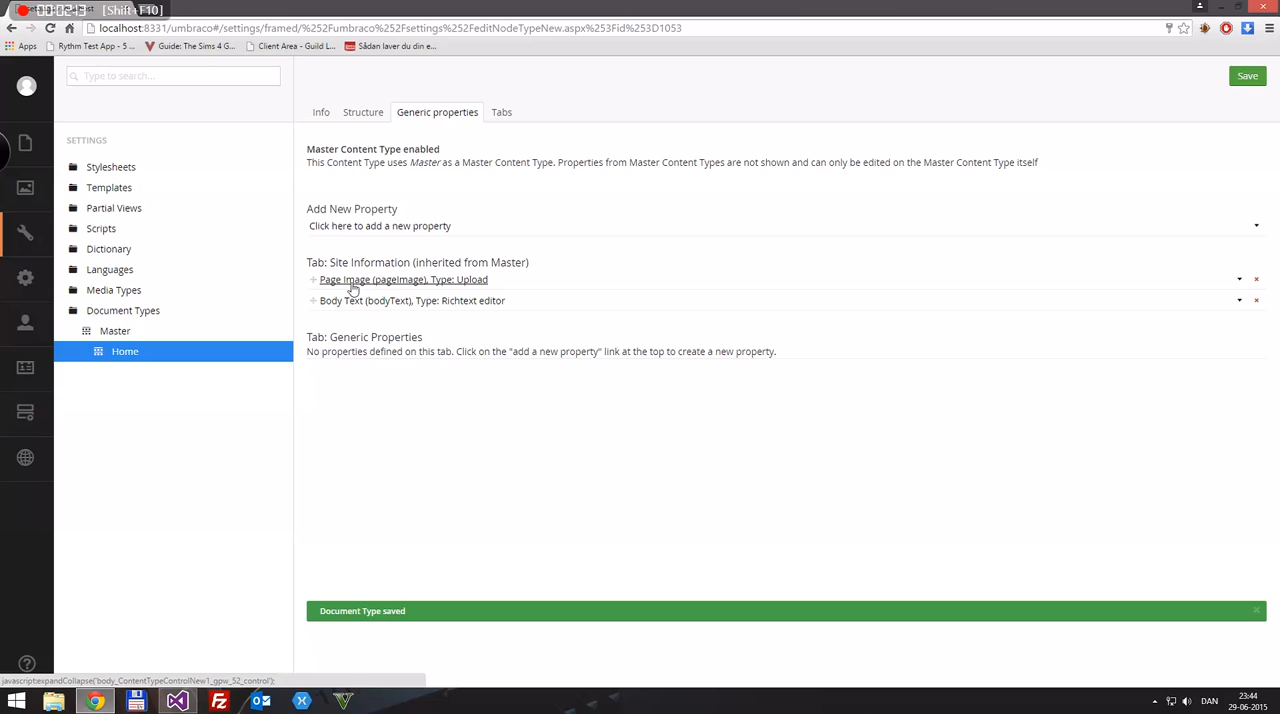 [Shift+F10]
localhost:8331/umbraco#/settings/framed/%252Fumbraco%252Fsettings%252FeditNodeTypeNew.aspx%253Fid%253D1053
Apps
Rythm Test App - 5 ...
Guide: The Sims 4 G...
Client Area - Guild L...
Sådan laver du din e...
Type to search...
Save
Info
Structure
Generic properties
Tabs
SETTINGS
Stylesheets
Templates
Partial Views
Scripts
Dictionary
Languages
Media Types
Document Types
Master
Home
Master Content Type enabled
This Content Type uses Master as a Master Content Type. Properties from Master Content Types are not shown and can only be edited on the Master Content Type itself
Add New Property
Click here to add a new property
Tab: Site Information (inherited from Master)
Page Image (pageImage), Type: Upload
Body Text (bodyText), Type: Richtext editor
Tab: Generic Properties
No properties defined on this tab. Click on the "add a new property" link at the top to create a new property.
Document Type saved
javascript:expandCollapse('body_ContentTypeControlNew1_gpw_52_control');
DAN
23:44
29-06-2015